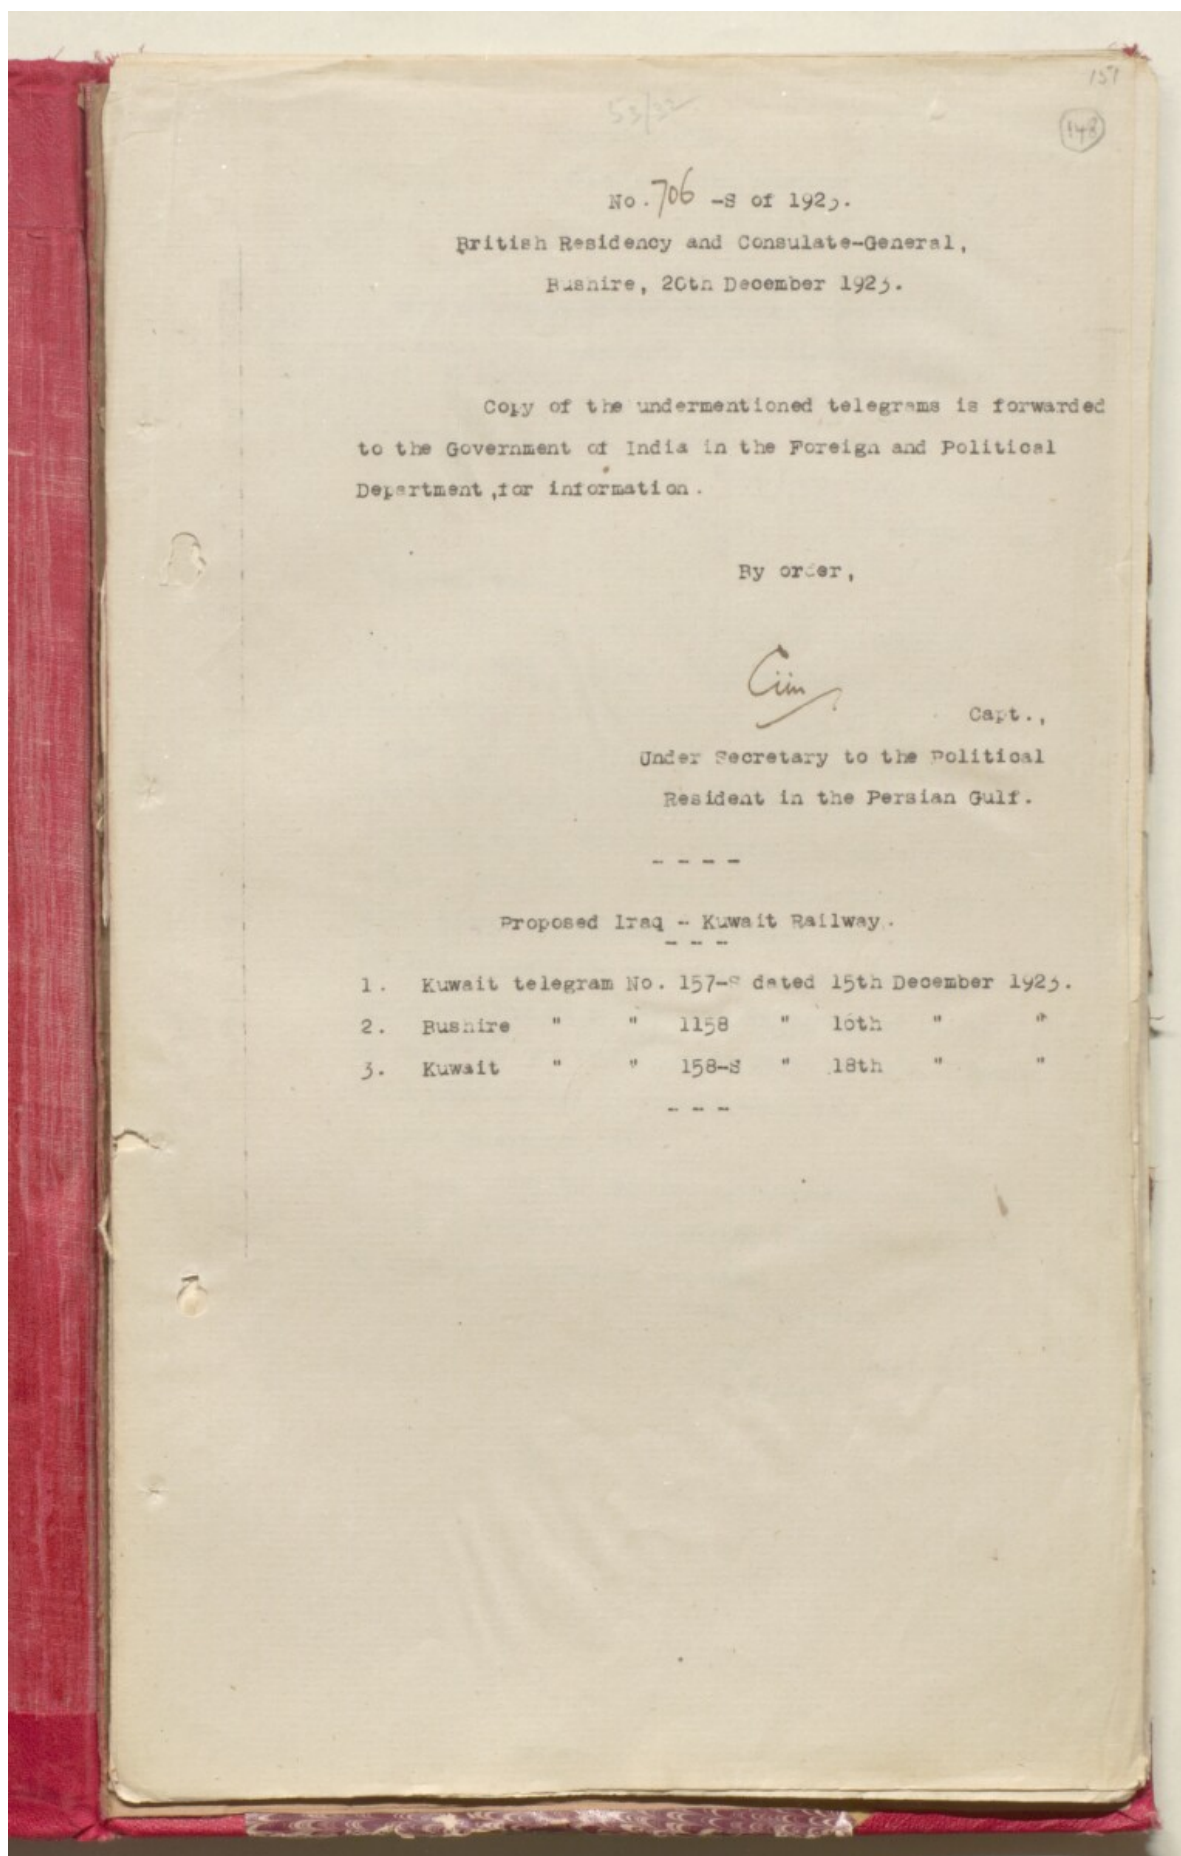 151
53/32
148
No. 706 -S of 1923.
British Residency and Consulate-General,
Bushire, 20th December 1923.
Copy of the undermentioned telegrams is forwarded
to the Government of India in the Foreign and Political
Department ,for information.
By order,
Capt.,
Under Secretary to the Political
Resident in the Persian Gulf.
- - - -
Proposed Iraq - Kuwait Railway.
- - -
1. Kuwait telegram No. 157-S dated 15th December 1923.
2. Bushire " " 1158 " 16th " "
3. Kuwait " " 158-S " 18th " "
- - -